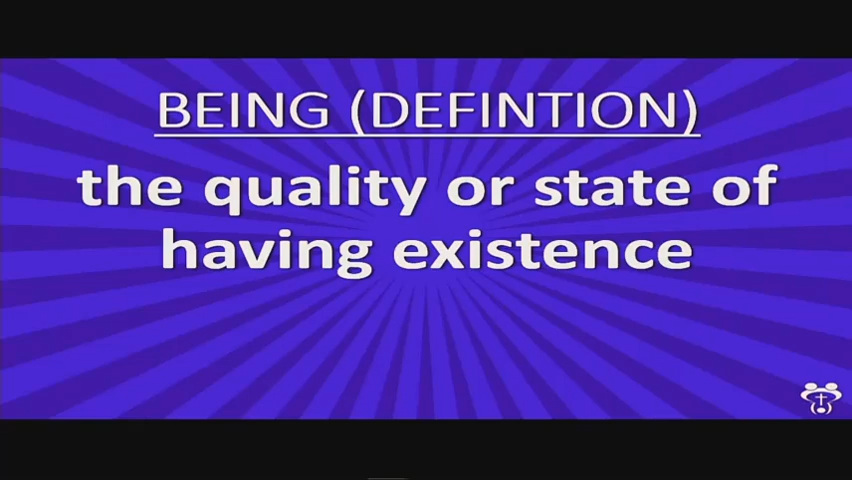 BEING (DEFINTION)
the quality or state of
having existence